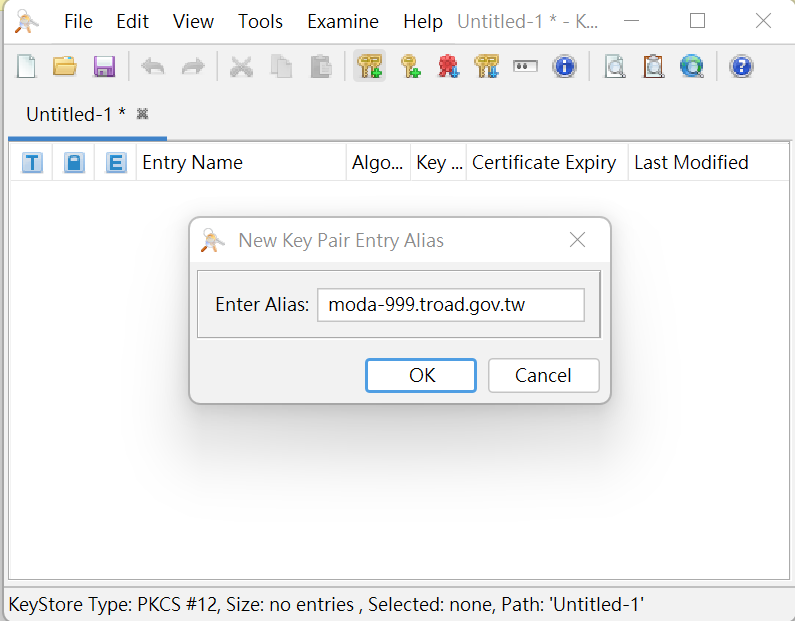 File Edit View Tools Examine Help Untitled-1 * - K...
Untitled-1 *
T E Entry Name Algo... Key ... Certificate Expiry Last Modified
New Key Pair Entry Alias
Enter Alias: moda-999.troad.gov.tw
OK Cancel
KeyStore Type: PKCS #12, Size: no entries , Selected: none, Path: 'Untitled-1'